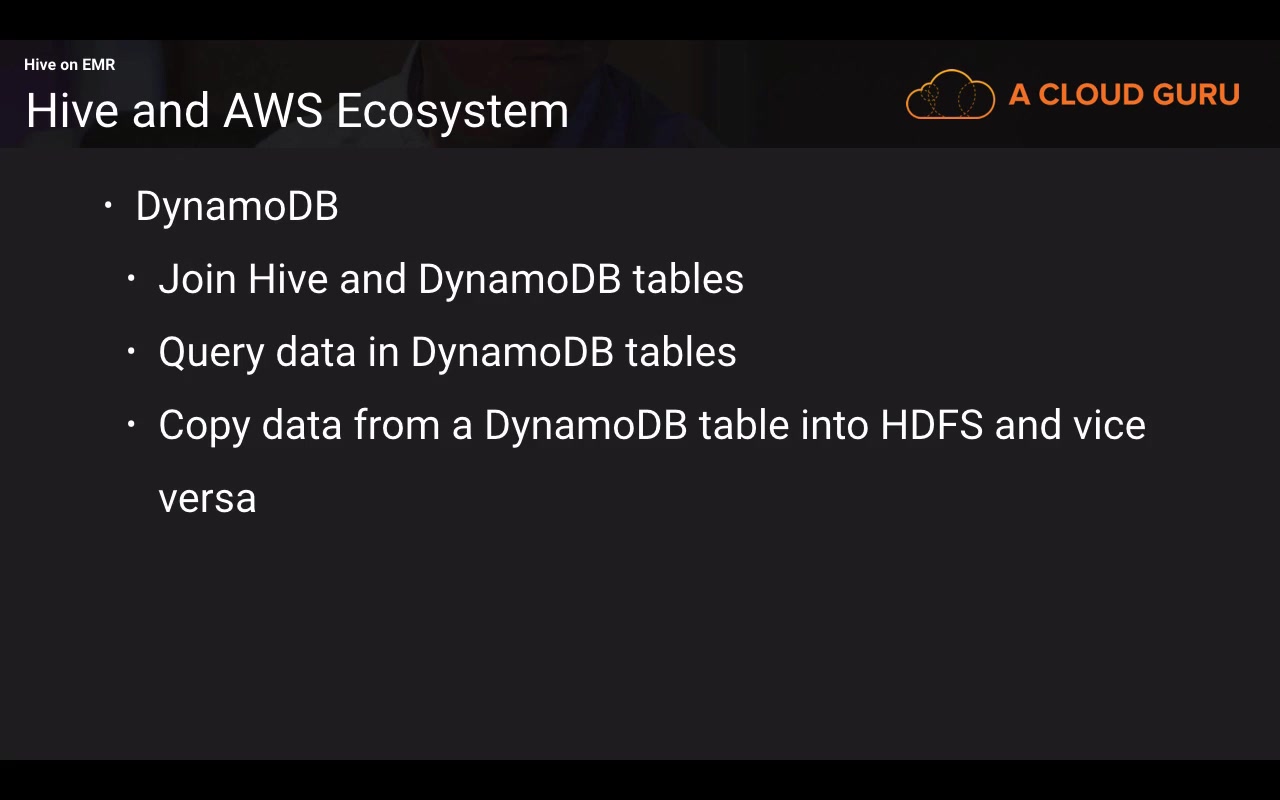 Hive on EMR
Hive and AWS Ecosystem
A CLOUD GURU
• DynamoDB
• Join Hive and DynamoDB tables
• Query data in DynamoDB tables
• Copy data from a DynamoDB table into HDFS and vice
versa